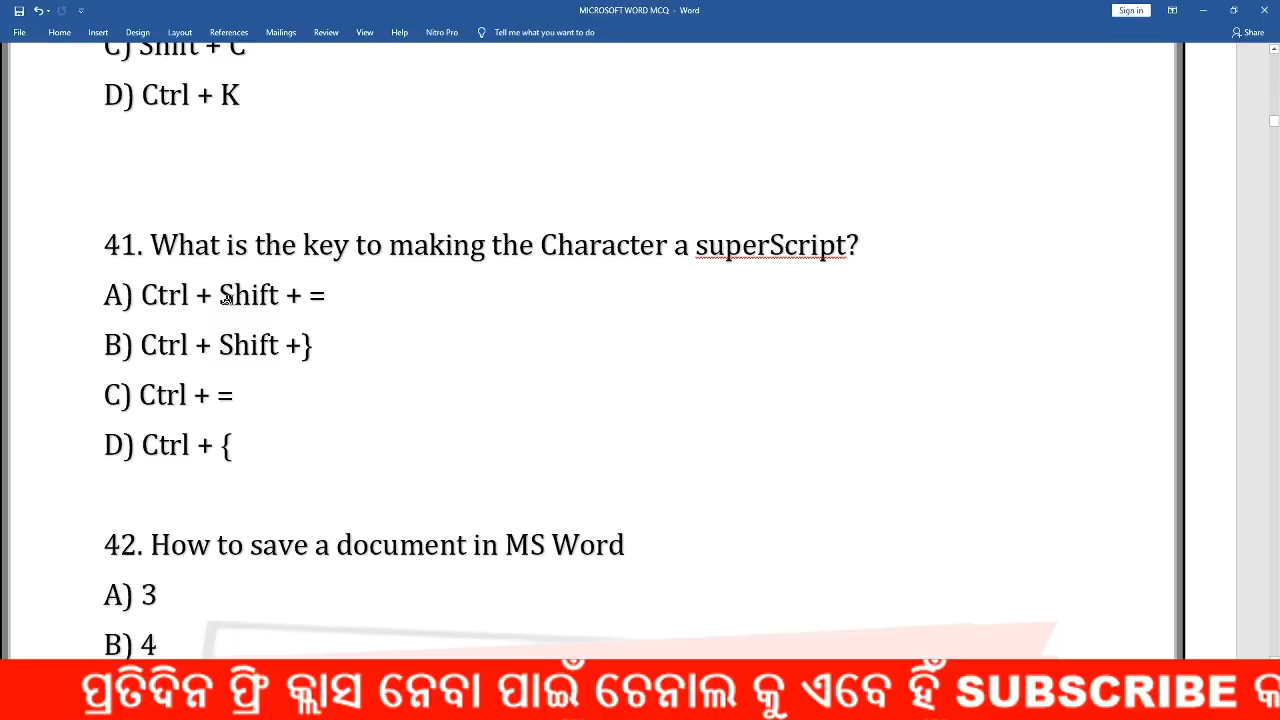 MICROSOFT WORD MCQ - Word
Sign in
File Home Insert Design Layout References Mailings Review View Help Nitro Pro Tell me what you want to do Share
C) Shift + C
D) Ctrl + K
41. What is the key to making the Character a superScript?
A) Ctrl + Shift + =
B) Ctrl + Shift +}
C) Ctrl + =
D) Ctrl + {
42. How to save a document in MS Word
A) 3
B) 4
ପ୍ରତିଦିନ ଫ୍ରି କ୍ଲାସ ନେବା ପାଇଁ ଚେନାଲ କୁ ଏବେ ହିଁ SUBSCRIBE କ